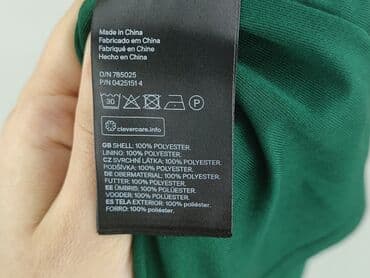 Made in China
Fabricado em China
Fabriqué en Chine
Hecho en China
O/N 785025
P/N 0425151 4
30 P
clevercare.info
GB SHELL: 100% POLYESTER.
LINING: 100% POLYESTER.
CZ SVRCHNÍ LÁTKA: 100% POLYESTER.
PODŠÍVKA: 100% POLYESTER.
DE OBERMATERIAL: 100% POLYESTER.
FUTTER: 100% POLYESTER.
EE ÜMBRIS: 100% POLÜESTER.
VOODER: 100% POLÜESTER.
ES TELA EXTERIOR: 100% poliéster.
FORRO: 100% poliéster.